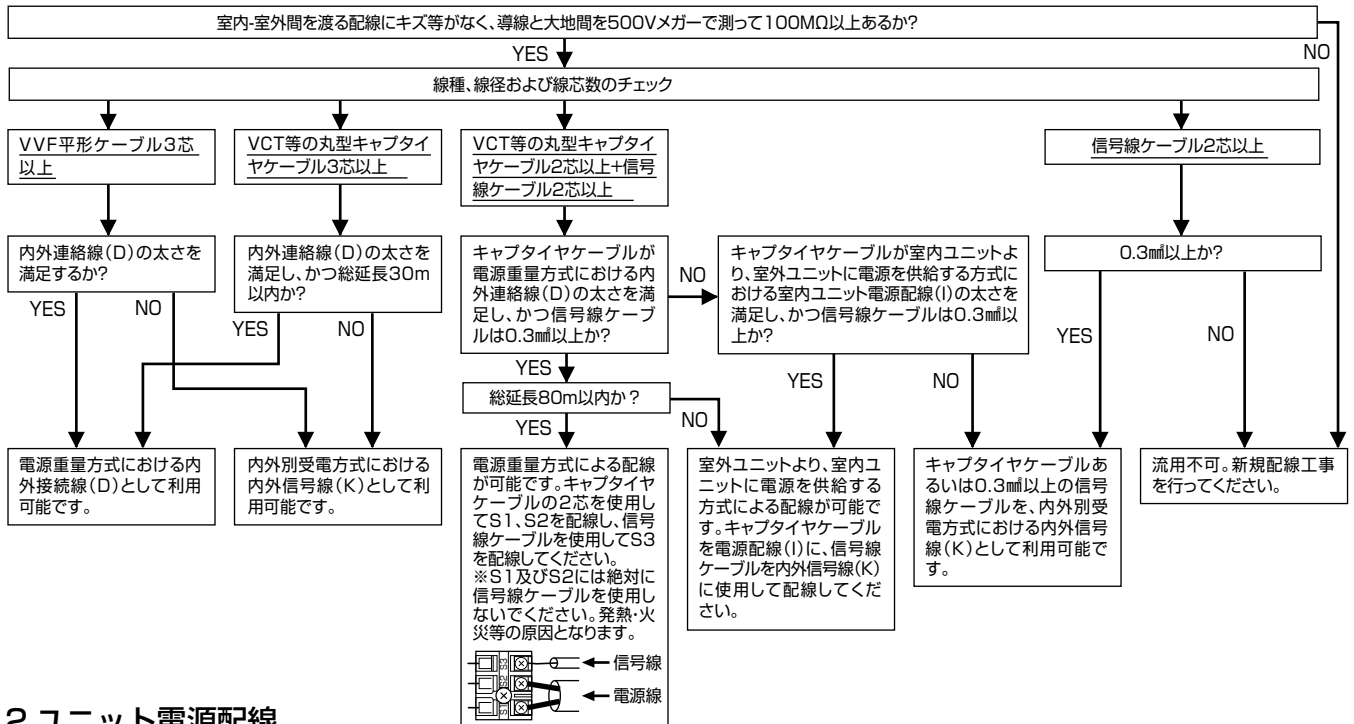 室内-室外間を渡る配線にキズ等がなく、導線と大地間を500Vメガーで測って100MΩ以上あるか?
YES
NO
線種、線径および線芯数のチェック
VVF平形ケーブル3芯
以上
VCT等の丸型キャプタイ
ヤケーブル3芯以上
VCT等の丸型キャプタイ
ヤケーブル2芯以上+信号
線ケーブル2芯以上
信号線ケーブル2芯以上
内外連絡線(D)の太さを
満足するか?
YES
NO
内外連絡線(D)の太さを
満足し、かつ総延長30m
以内か?
YES
NO
キャプタイヤケーブルが
電源重量方式における内
外連絡線(D)の太さを満
足し、かつ信号線ケーブ
ルは0.3㎟以上か?
NO
YES
キャプタイヤケーブルが室内ユニットよ
り、室外ユニットに電源を供給する方式に
おける室内ユニット電源配線(I)の太さを
満足し、かつ信号線ケーブルは0.3㎟以
上か?
YES
NO
0.3㎟以上か?
YES
NO
総延長80m以内か?
NO
YES
電源重量方式における内
外接続線(D)として利用
可能です。
内外別受電方式における
内外信号線(K)として利
用可能です。
電源重量方式による配線
が可能です。キャプタイヤ
ケーブルの2芯を使用し
てS1、S2を配線し、信号
線ケーブルを使用してS3
を配線してください。
※S1及びS2には絶対に
信号線ケーブルを使用し
ないでください。発熱・火
災等の原因となります。
S3
S2
S1
信号線
電源線
室外ユニットより、室内ユ
ニットに電源を供給する
方式による配線が可能で
す。キャプタイヤケーブル
を電源配線(I)に、信号線
ケーブルを内外信号線(K)
に使用して配線してくだ
さい。
キャプタイヤケーブルあ
るいは0.3㎟以上の信号
線ケーブルを、内外別受
電方式における内外信号
線(K)として利用可能で
す。
流用不可。新規配線工事
を行ってください。
2.ユニット電源配線